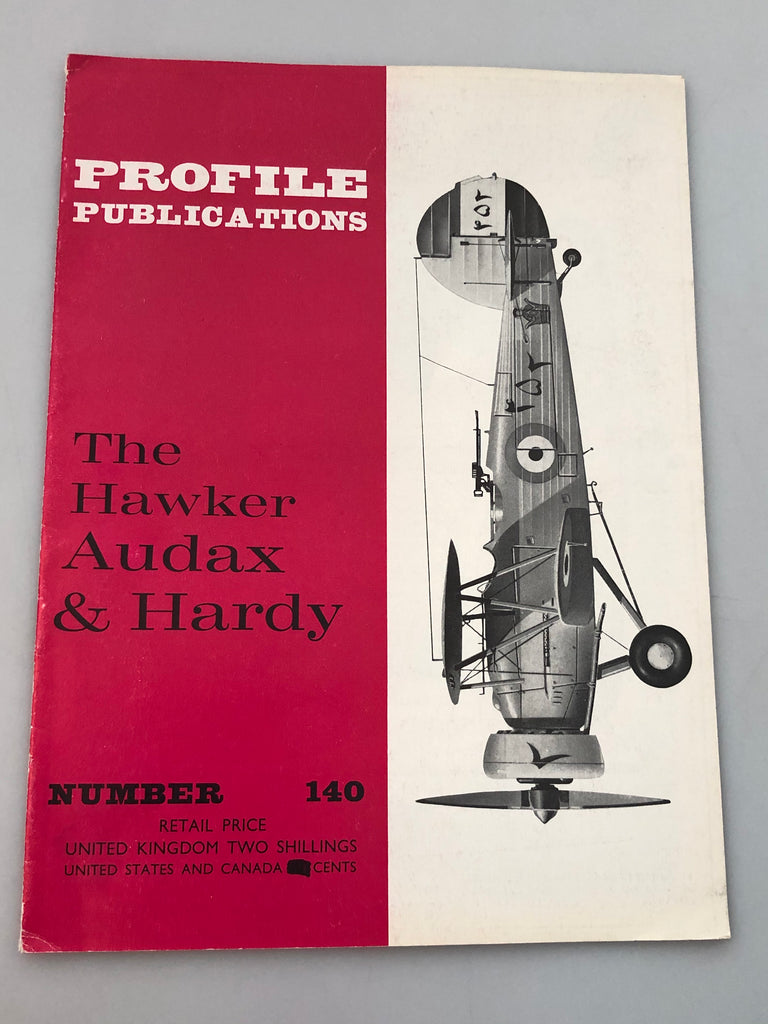 PROFILE
PUBLICATIONS
The
Hawker
Audax
& Hardy
NUMBER 140
RETAIL PRICE
UNITED KINGDOM TWO SHILLINGS
UNITED STATES AND CANADA CENTS